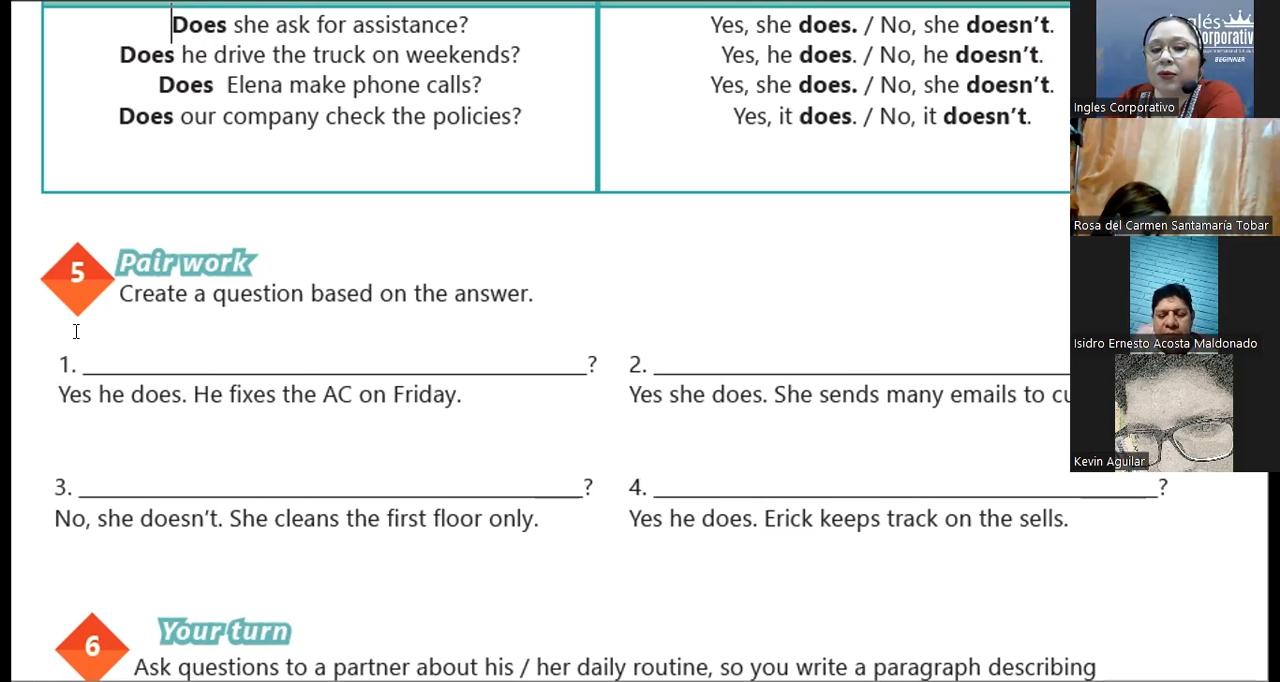 Does she ask for assistance?
Yes, she does. / No, she doesn't.
Does he drive the truck on weekends?
Yes, he does. / No, he doesn't.
Does Elena make phone calls?
Yes, she does. / No, she doesn't.
Does our company check the policies?
Yes, it does. / No, it doesn't.
5
Pair work
Create a question based on the answer.
1. ____________________?
Yes he does. He fixes the AC on Friday.
2. ____________________
Yes she does. She sends many emails to
3. ____________________?
No, she doesn't. She cleans the first floor only.
4. ____________________?
Yes he does. Erick keeps track on the sells.
6
Your turn
Ask questions to a partner about his / her daily routine, so you write a paragraph describing
BEGINNER
Ingles Corporativo
Rosa del Carmen Santamaría Tobar
Isidro Ernesto Acosta Maldonado
Kevin Aguilar